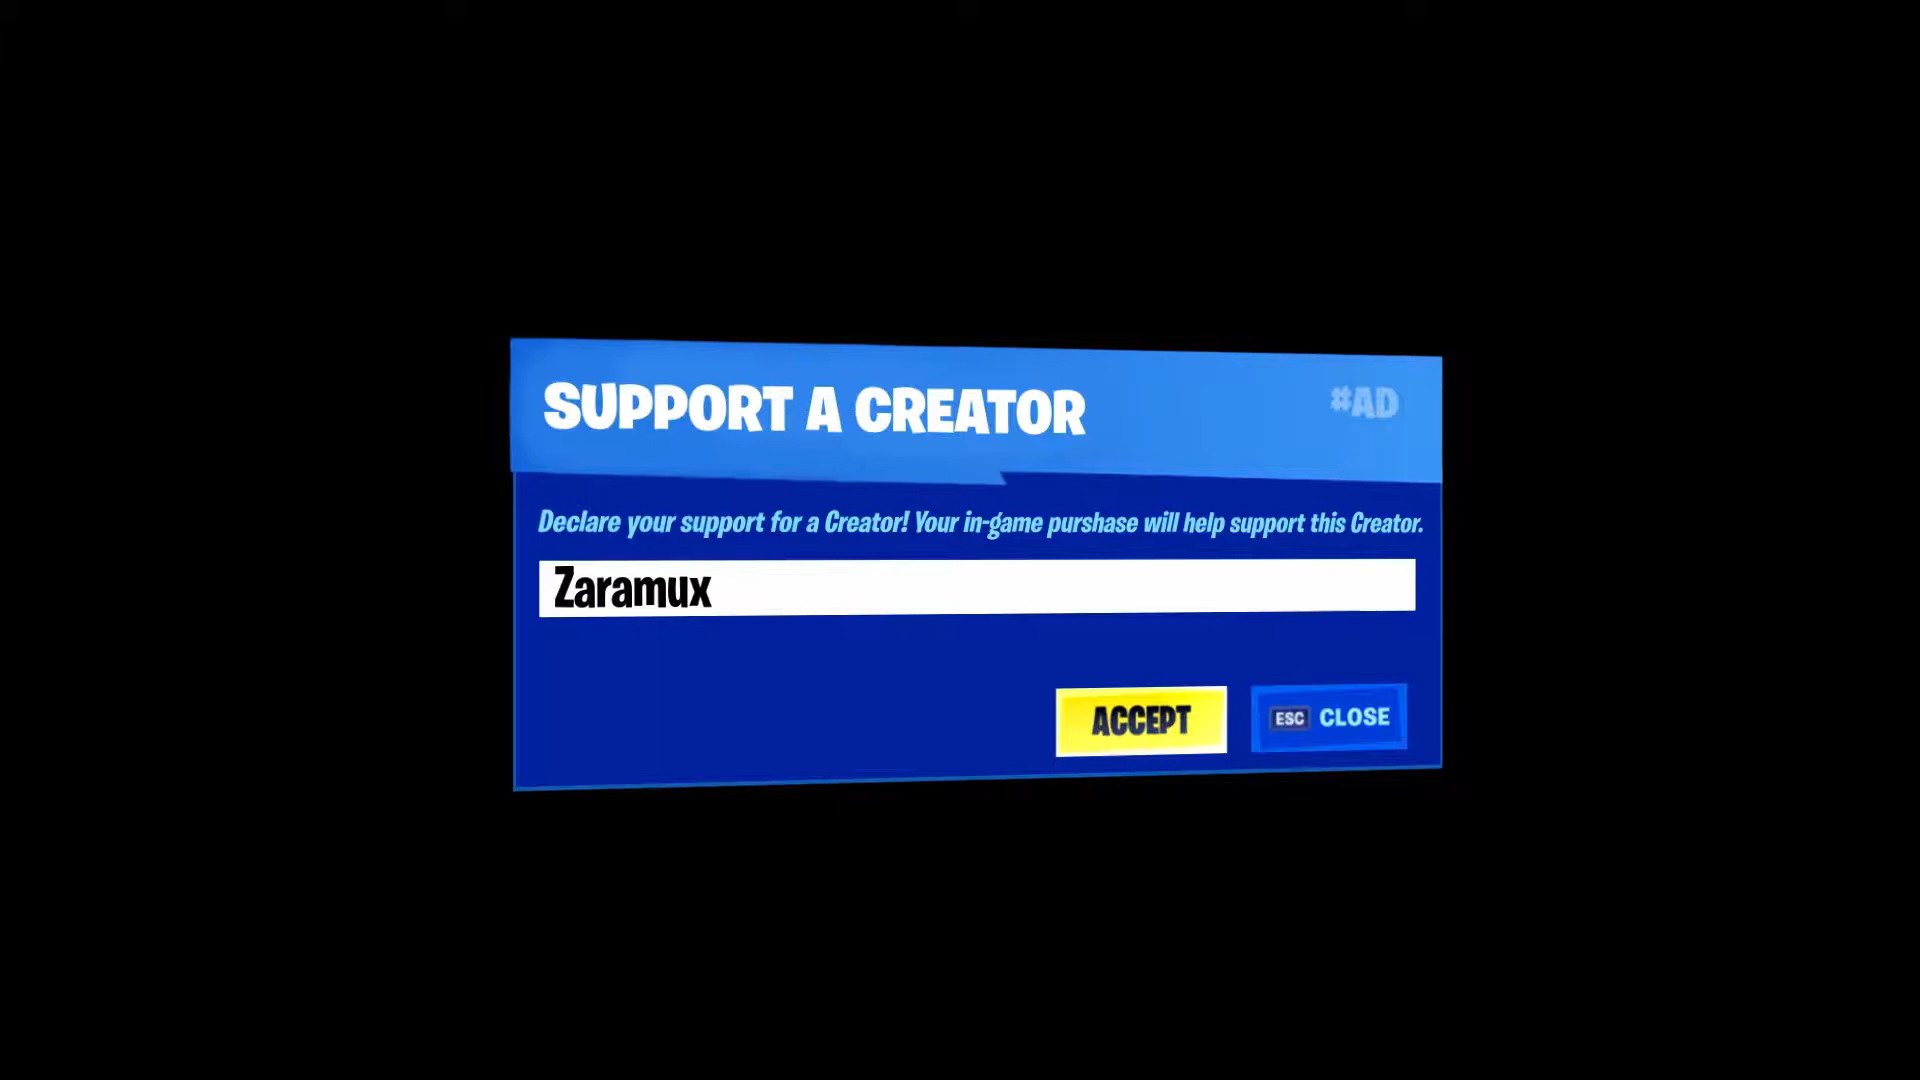 SUPPORT A CREATOR
#AD
Declare your support for a Creator! Your in-game purshase will help support this Creator.
Zaramux
ACCEPT
ESC CLOSE